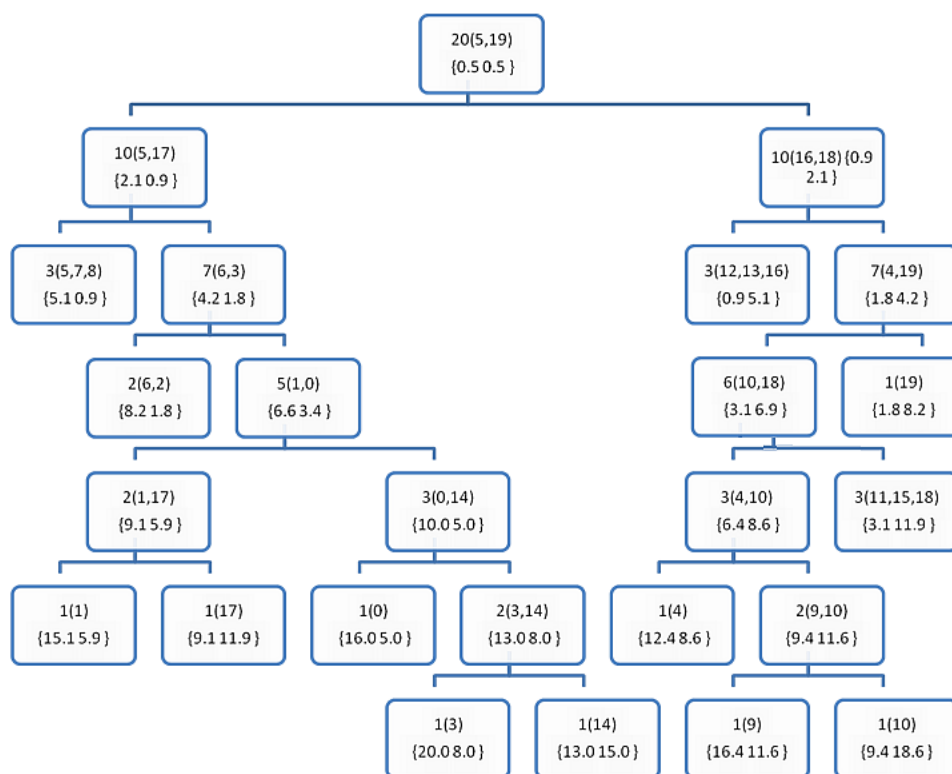 20(5,19)
{0.5 0.5 }
10(5,17)
{2.1 0.9 }
10(16,18) {0.9
2.1 }
3(5,7,8)
{5.1 0.9 }
7(6,3)
{4.2 1.8 }
3(12,13,16)
{0.9 5.1 }
7(4,19)
{1.8 4.2 }
2(6,2)
{8.2 1.8 }
5(1,0)
{6.6 3.4 }
6(10,18)
{3.1 6.9 }
1(19)
{1.8 8.2 }
2(1,17)
{9.1 5.9 }
3(0,14)
{10.0 5.0 }
3(4,10)
{6.4 8.6 }
3(11,15,18)
{3.1 11.9 }
1(1)
{15.1 5.9 }
1(17)
{9.1 11.9 }
1(0)
{16.0 5.0 }
2(3,14)
{13.0 8.0 }
1(4)
{12.4 8.6 }
2(9,10)
{9.4 11.6 }
1(3)
{20.0 8.0 }
1(14)
{13.0 15.0 }
1(9)
{16.4 11.6 }
1(10)
{9.4 18.6 }